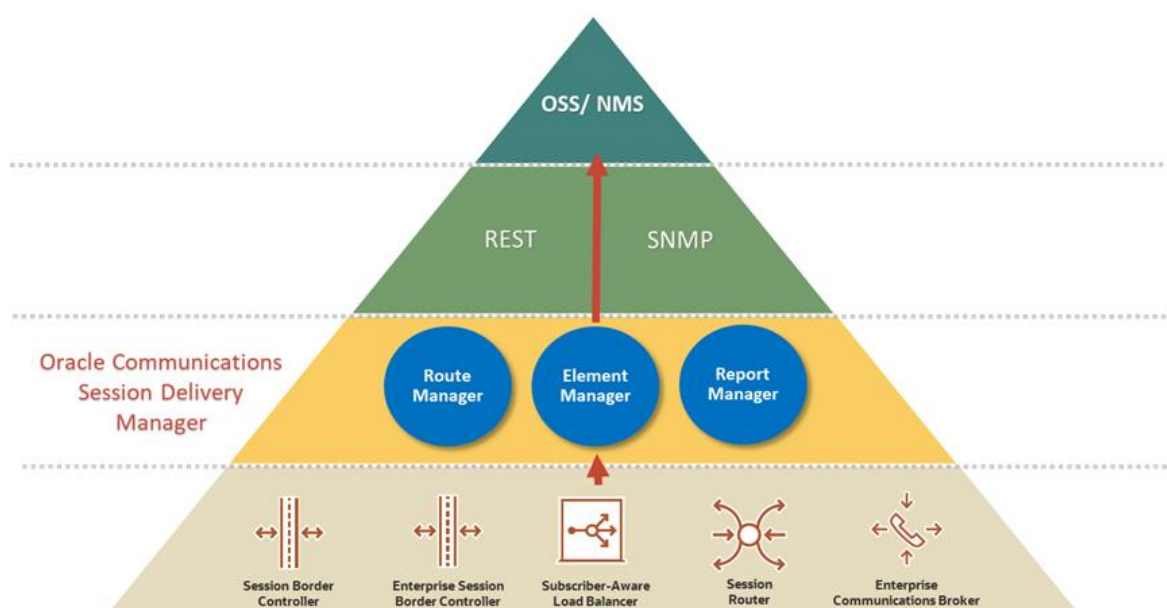 OSS/ NMS
REST
SNMP
Oracle Communications
Session Delivery
Manager
Route
Manager
Element
Manager
Report
Manager
Session Border
Controller
Enterprise Session
Border Controller
Subscriber-Aware
Load Balancer
Session
Router
Enterprise
Communications Broker